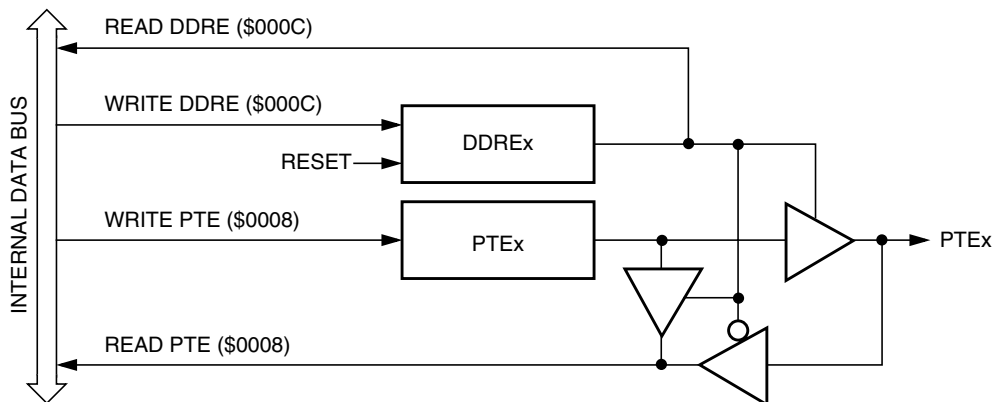 READ DDRE ($000C)
WRITE DDRE ($000C)
DDREx
RESET
INTERNAL DATA BUS
WRITE PTE ($0008)
PTEx
PTEx
READ PTE ($0008)